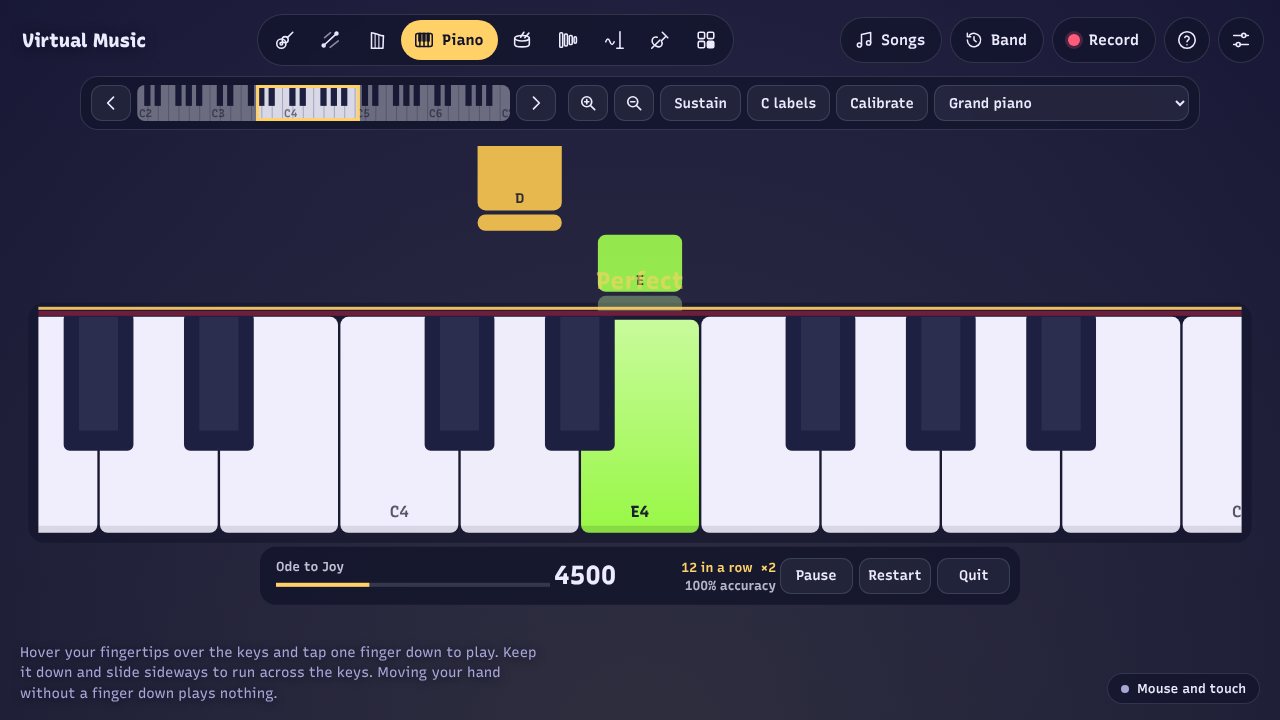 Virtual Music
Piano
Songs
Band
Record
C2
C3
C4
C5
C6
C
Sustain
C labels
Calibrate
Grand piano
D
E
Perfect
C4
E4
C
Ode to Joy
4500
12 in a row ×2
100% accuracy
Pause
Restart
Quit
Hover your fingertips over the keys and tap one finger down to play. Keep
it down and slide sideways to run across the keys. Moving your hand
without a finger down plays nothing.
Mouse and touch